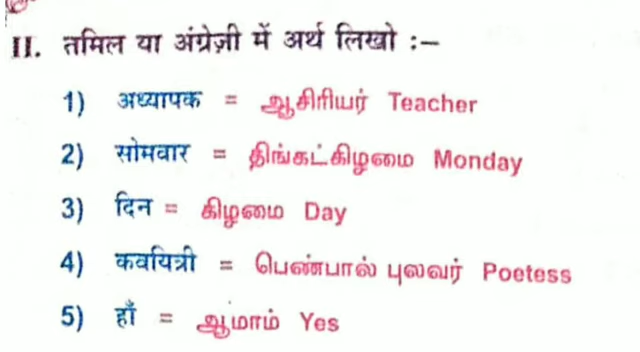 II. तमिल या अंग्रेज़ी में अर्थ लिखो :–
1) अध्यापक = ஆசிரியர் Teacher
2) सोमवार = திங்கட்கிழமை Monday
3) दिन = கிழமை Day
4) कवयित्री = பெண்பால் புலவர் Poetess
5) हाँ = ஆமாம் Yes